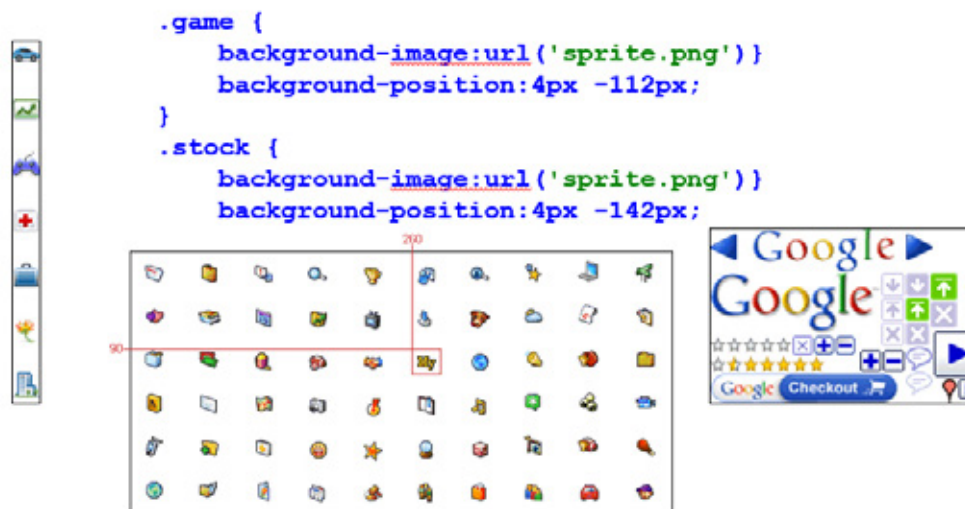 .game {
background-image:url('sprite.png')}
background-position:4px -112px;
}
.stock {
background-image:url('sprite.png')}
background-position:4px -142px;
260
90
My
Google
Google
Google Checkout